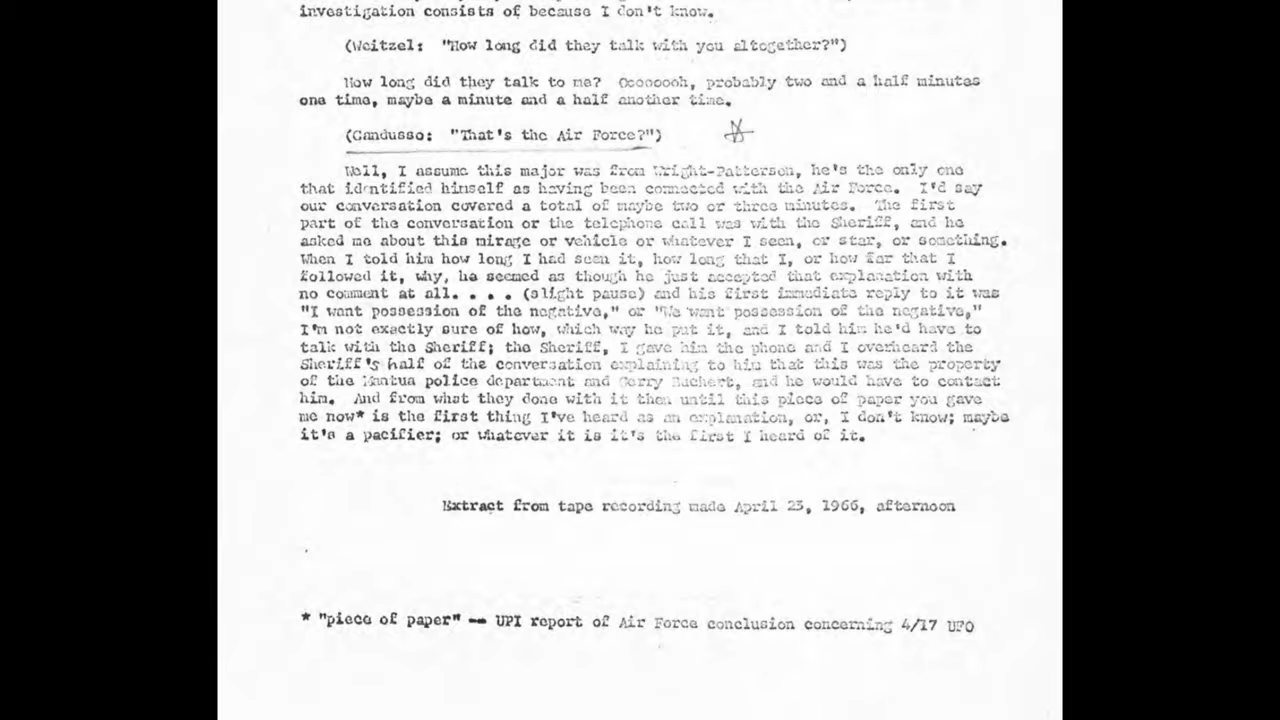 investigation consists of because I don't know.
(Weitzel: "How long did they talk with you altogether?")
How long did they talk to me? Ooooooh, probably two and a half minutes
one time, maybe a minute and a half another time.
(Candusso: "That's the Air Force?")
Well, I assume this major was from Wright-Patterson, he's the only one
that identified himself as having been connected with the Air Force. I'd say
our conversation covered a total of maybe two or three minutes. The first
part of the conversation or the telephone call was with the Sheriff, and he
asked me about this mirage or vehicle or whatever I seen, or star, or something.
When I told him how long I had seen it, how long that I, or how far that I
followed it, why, he seemed as though he just accepted that explanation with
no comment at all. . . . (slight pause) and his first immediate reply to it was
"I want possession of the negative," or "We want possession of the negative,"
I'm not exactly sure of how, which way he put it, and I told him he'd have to
talk with the Sheriff; the Sheriff, I gave him the phone and I overheard the
Sheriff's half of the conversation explaining to him that this was the property
of the Mantua police department and Gerry Buchert, and he would have to contact
him. And from what they done with it then until this piece of paper you gave
me now* is the first thing I've heard as an explanation, or, I don't know; maybe
it's a pacifier; or whatever it is it's the first I heard of it.
Extract from tape recording made April 23, 1966, afternoon
* "piece of paper" -- UPI report of Air Force conclusion concerning 4/17 UFO